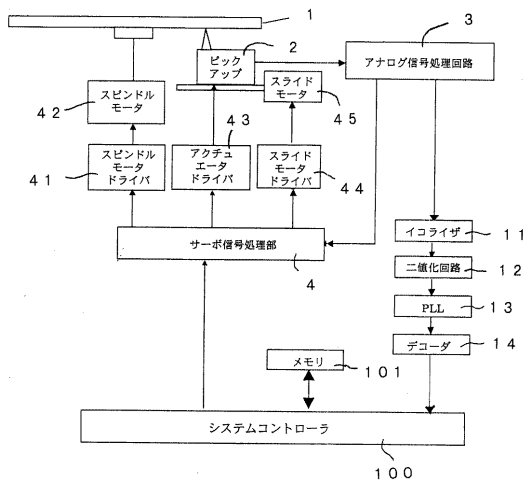 1
2
3
ピック
アップ
アナログ信号処理回路
スライド
モータ
45
スピンドル
モータ
42
43
スピンドル
モータ
ドライバ
41
アクチュ
エータ
ドライバ
スライド
モータ
ドライバ
44
サーボ信号処理部
4
イコライザ
11
二値化回路
12
PLL
13
デコーダ
14
メモリ
101
システムコントローラ
100